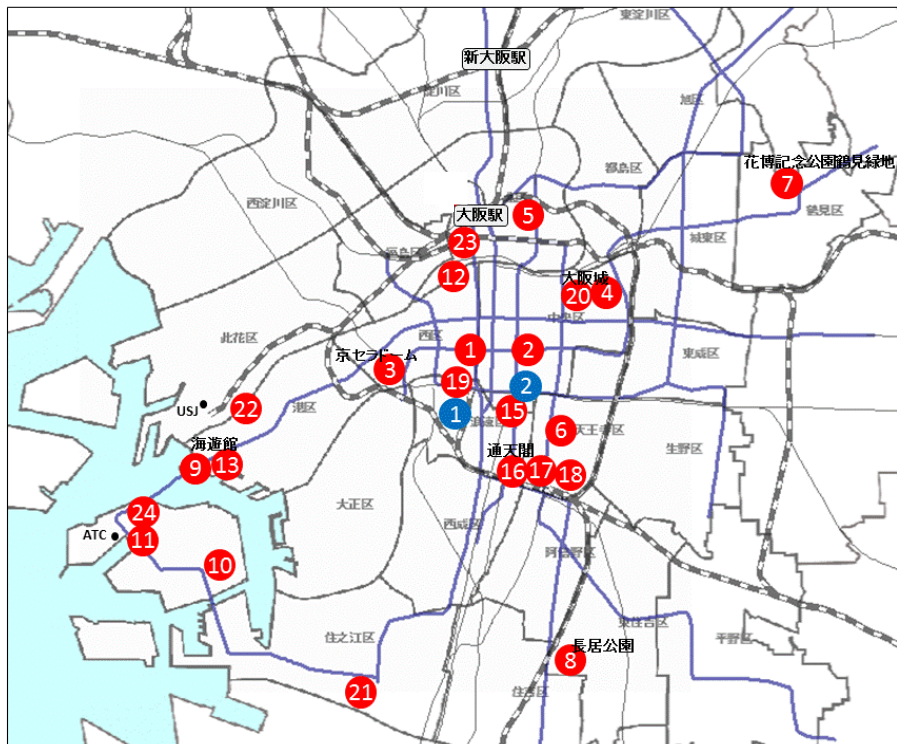 東淀川区
新大阪駅
淀川区
旭区
都島区
花博記念公園鶴見緑地
7
西淀川区
鶴見区
大阪駅
5
城東区
23
福島区
12
大阪城
20
4
中央区
此花区
西区
1
2
東成区
京セラドーム
3
19
2
USJ
22
港区
1
浪速区
15
6
天王寺区
生野区
海遊館
通天閣
9
13
16
17
18
大正区
24
西成区
ATC
11
阿倍野区
10
住之江区
東住吉区
平野区
長居公園
8
21
住吉区